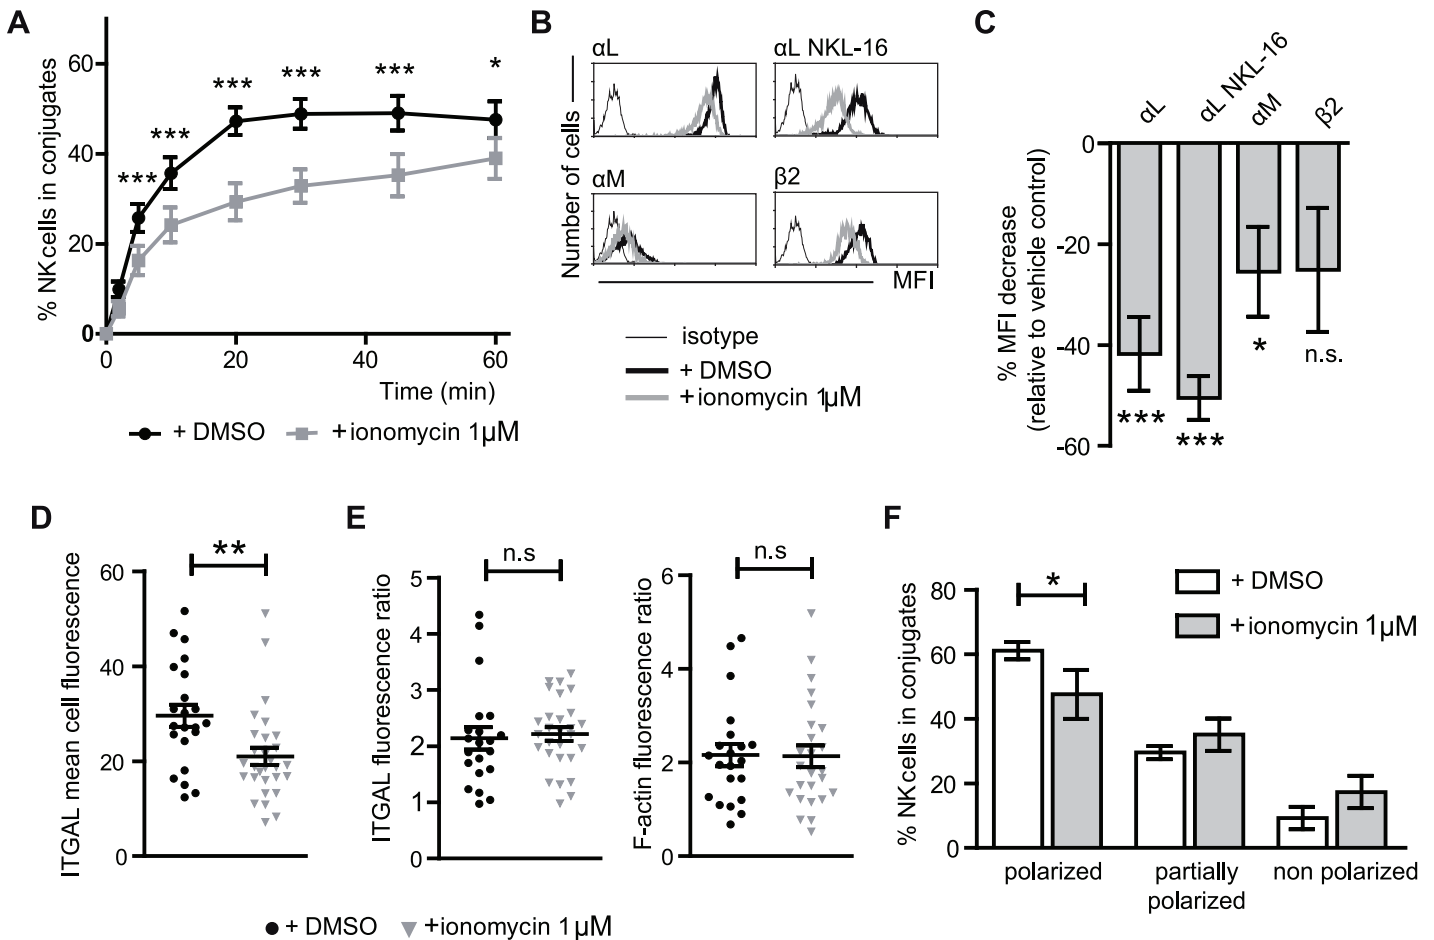 A
% NK cells in conjugates
60
40
20
0
0 20 40 60
*** *** *** *** *** *
Time (min)
+ DMSO +ionomycin 1µM
B
Number of cells
αL
αL NKL-16
αM
β2
MFI
isotype
+ DMSO
+ionomycin 1µM
C
αL
αL NKL-16
αM
β2
% MFI decrease
(relative to vehicle control)
0
-20
-40
-60
***
***
*
n.s.
D
ITGAL mean cell fluorescence
60
40
20
0
**
E
ITGAL fluorescence ratio
5
4
3
2
1
0
n.s
F-actin fluorescence ratio
6
4
2
0
n.s
+ DMSO +ionomycin 1µM
F
% NK cells in conjugates
80
60
40
20
0
*
+ DMSO
+ionomycin 1µM
polarized
partially
polarized
non polarized